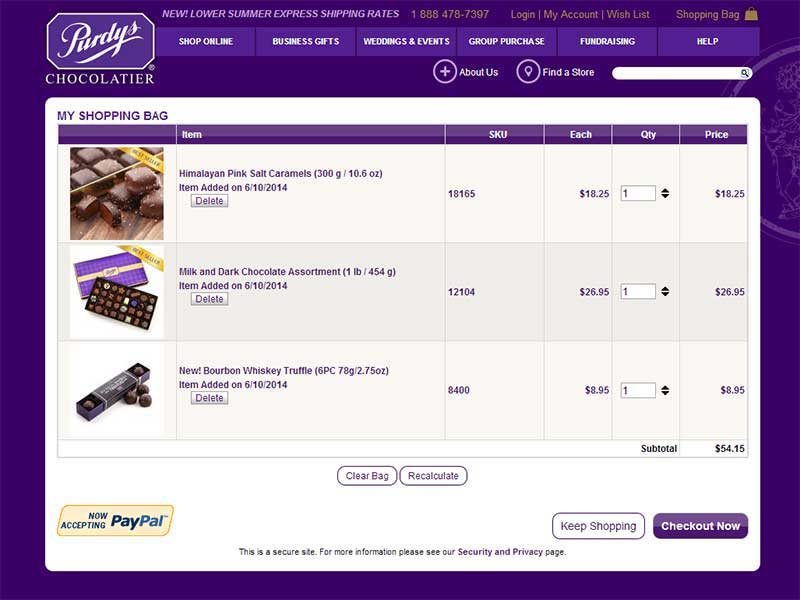 NEW! LOWER SUMMER EXPRESS SHIPPING RATES 1 888 478-7397 Login | My Account | Wish List Shopping Bag
Purdys
CHOCOLATIER
SHOP ONLINE BUSINESS GIFTS WEDDINGS & EVENTS GROUP PURCHASE FUNDRAISING HELP
About Us Find a Store
MY SHOPPING BAG
Item SKU Each Qty Price
BEST SELLER
Himalayan Pink Salt Caramels (300 g / 10.6 oz)
Item Added on 6/10/2014
Delete
18165 $18.25 1 $18.25
BEST SELLER
Milk and Dark Chocolate Assortment (1 lb / 454 g)
Item Added on 6/10/2014
Delete
12104 $26.95 1 $26.95
New! Bourbon Whiskey Truffle (6PC 78g/2.75oz)
Item Added on 6/10/2014
Delete
8400 $8.95 1 $8.95
Subtotal $54.15
Clear Bag Recalculate
NOW
ACCEPTING PayPal
Keep Shopping Checkout Now
This is a secure site. For more information please see our Security and Privacy page.